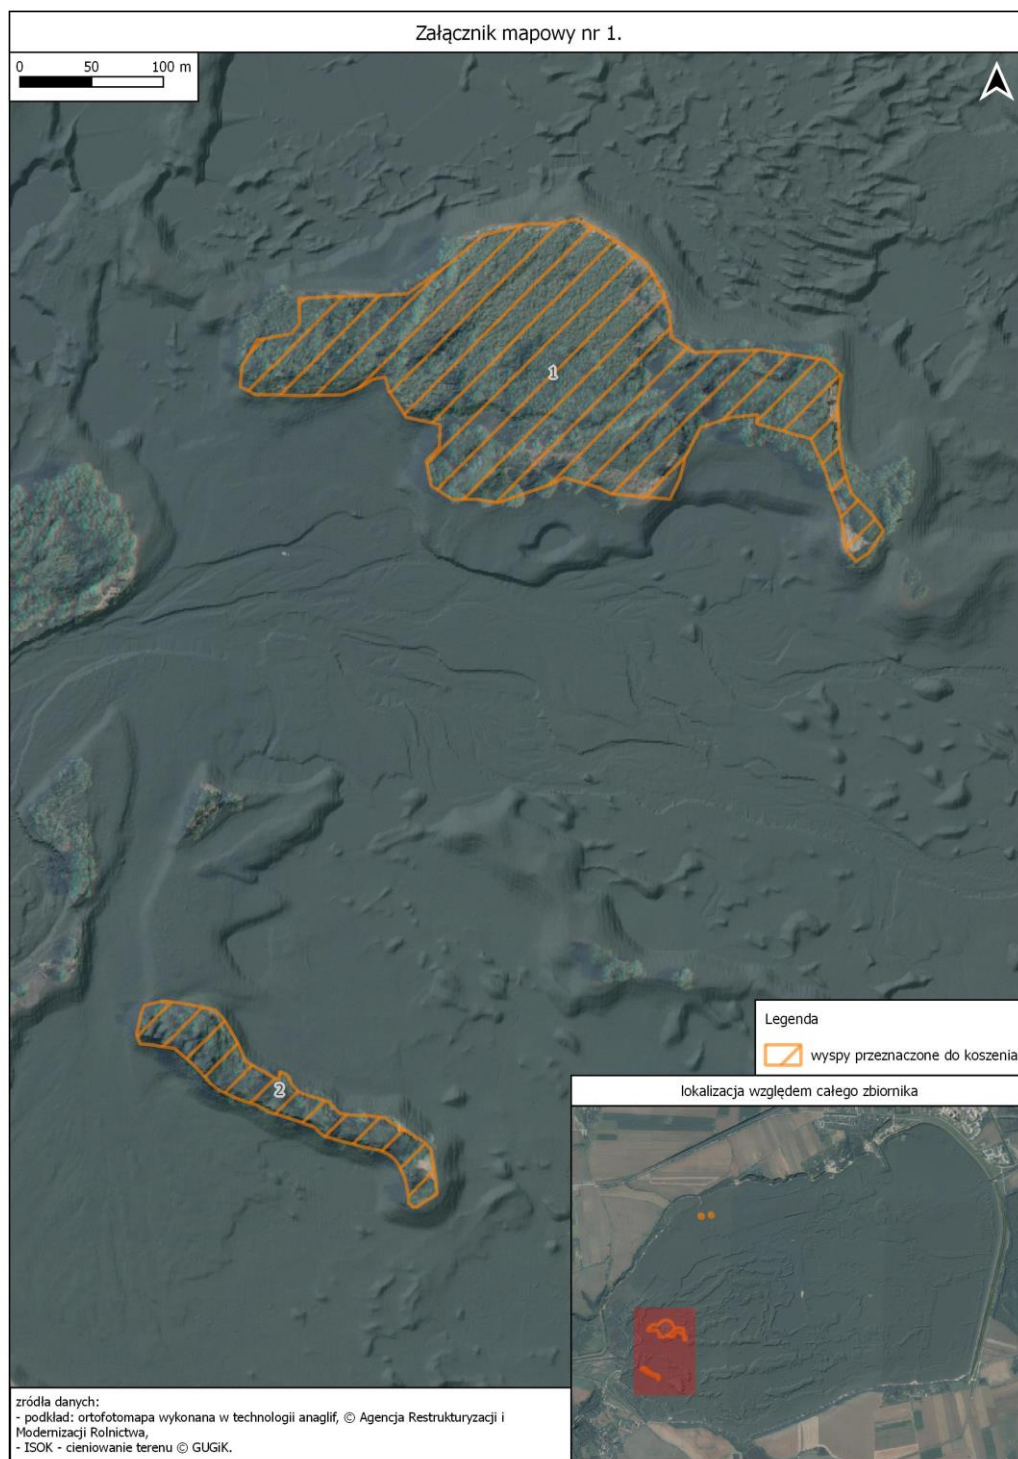 Załącznik mapowy nr 1.
0 50 100 m
1
2
Legenda
wyspy przeznaczone do koszenia
lokalizacja względem całego zbiornika
zródła danych:
- podkład: ortofotomapa wykonana w technologii anaglif, © Agencja Restrukturyzacji i
Modernizacji Rolnictwa,
- ISOK - cieniowanie terenu © GUGiK.